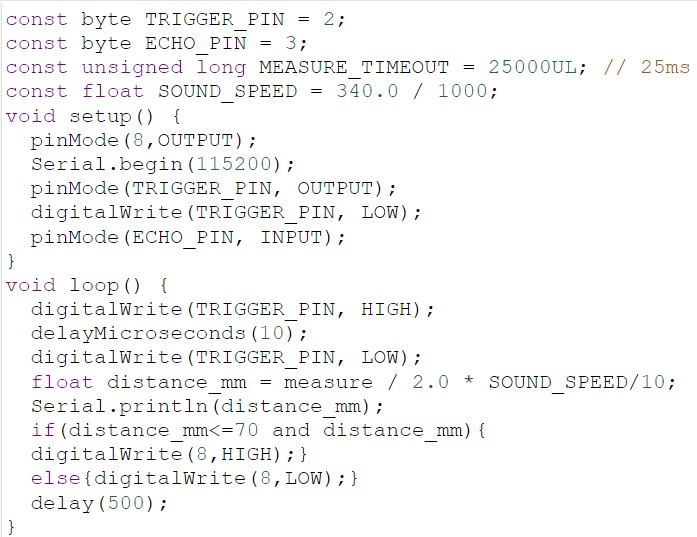 const byte TRIGGER_PIN = 2;
const byte ECHO_PIN = 3;
const unsigned long MEASURE_TIMEOUT = 25000UL; // 25ms
const float SOUND_SPEED = 340.0 / 1000;
void setup() {
  pinMode(8,OUTPUT);
  Serial.begin(115200);
  pinMode(TRIGGER_PIN, OUTPUT);
  digitalWrite(TRIGGER_PIN, LOW);
  pinMode(ECHO_PIN, INPUT);
}
void loop() {
  digitalWrite(TRIGGER_PIN, HIGH);
  delayMicroseconds(10);
  digitalWrite(TRIGGER_PIN, LOW);
  float distance_mm = measure / 2.0 * SOUND_SPEED/10;
  Serial.println(distance_mm);
  if(distance_mm<=70 and distance_mm){
  digitalWrite(8,HIGH);}
  else{digitalWrite(8,LOW);}
  delay(500);
}